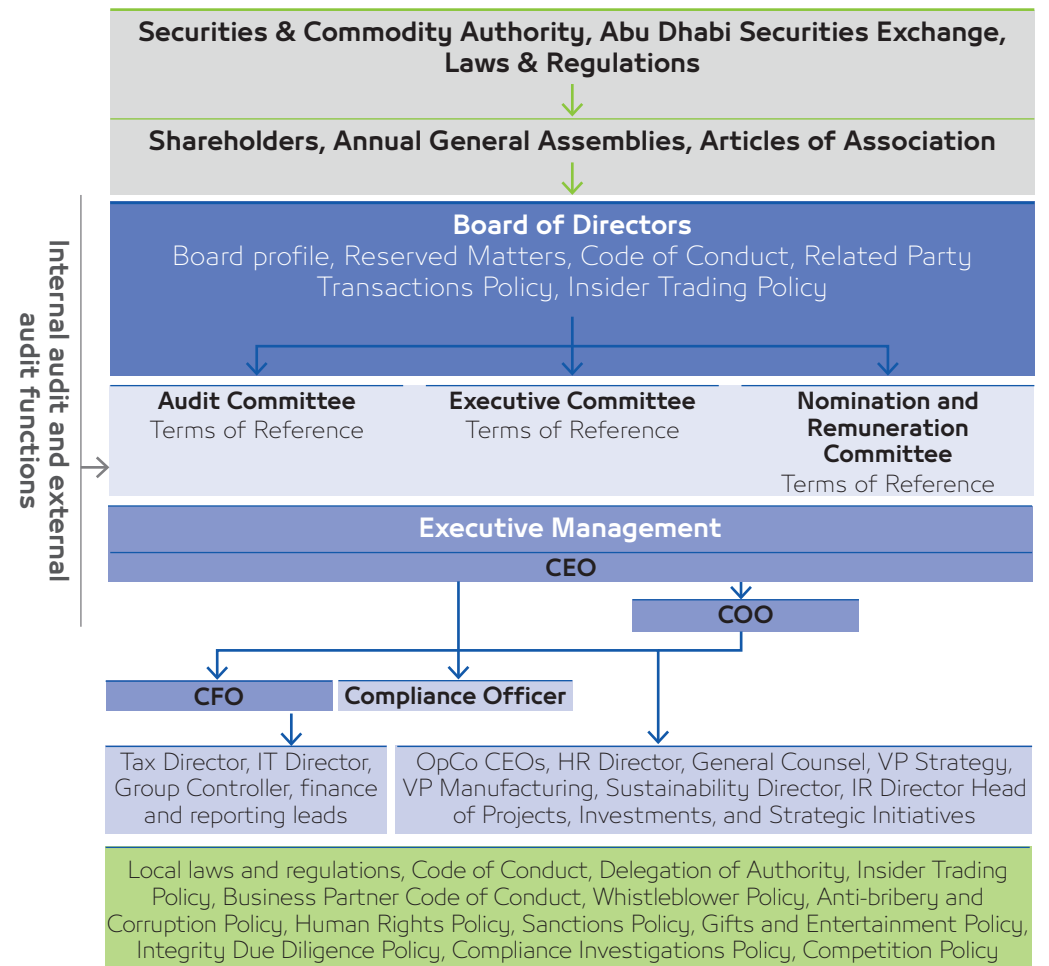 Securities & Commodity Authority, Abu Dhabi Securities Exchange,
Laws & Regulations
Shareholders, Annual General Assemblies, Articles of Association
Internal audit and external
audit functions
Board of Directors
Board profile, Reserved Matters, Code of Conduct, Related Party
Transactions Policy, Insider Trading Policy
Audit Committee
Terms of Reference
Executive Committee
Terms of Reference
Nomination and
Remuneration
Committee
Terms of Reference
Executive Management
CEO
COO
CFO
Compliance Officer
Tax Director, IT Director,
Group Controller, finance
and reporting leads
OpCo CEOs, HR Director, General Counsel, VP Strategy,
VP Manufacturing, Sustainability Director, IR Director Head
of Projects, Investments, and Strategic Initiatives
Local laws and regulations, Code of Conduct, Delegation of Authority, Insider Trading
Policy, Business Partner Code of Conduct, Whistleblower Policy, Anti-bribery and
Corruption Policy, Human Rights Policy, Sanctions Policy, Gifts and Entertainment Policy,
Integrity Due Diligence Policy, Compliance Investigations Policy, Competition Policy